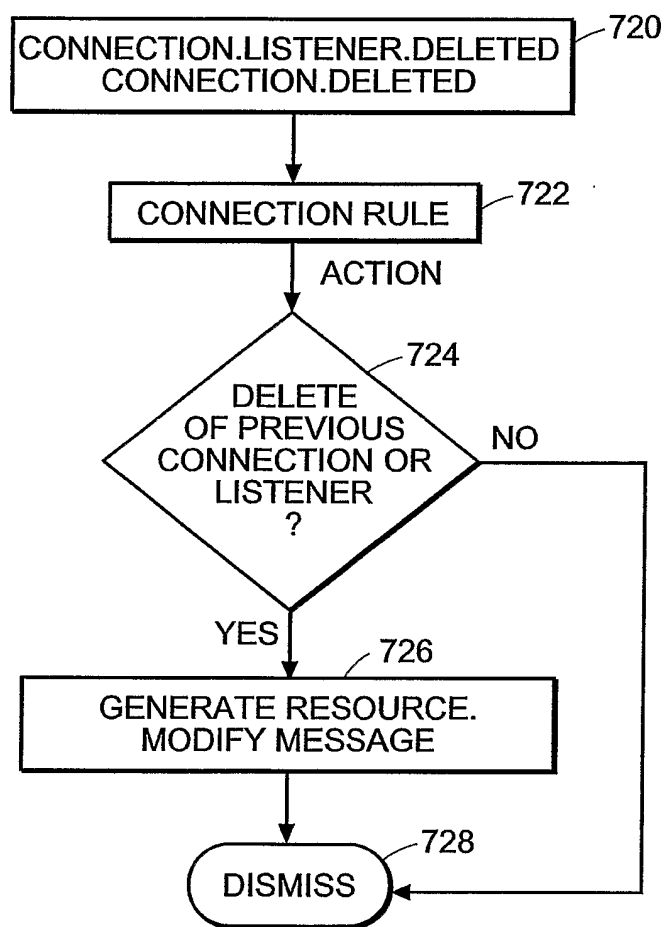 720
CONNECTION.LISTENER.DELETED
CONNECTION.DELETED
722
CONNECTION RULE
ACTION
724
DELETE
OF PREVIOUS
CONNECTION OR
LISTENER
?
NO
YES
726
GENERATE RESOURCE.
MODIFY MESSAGE
728
DISMISS